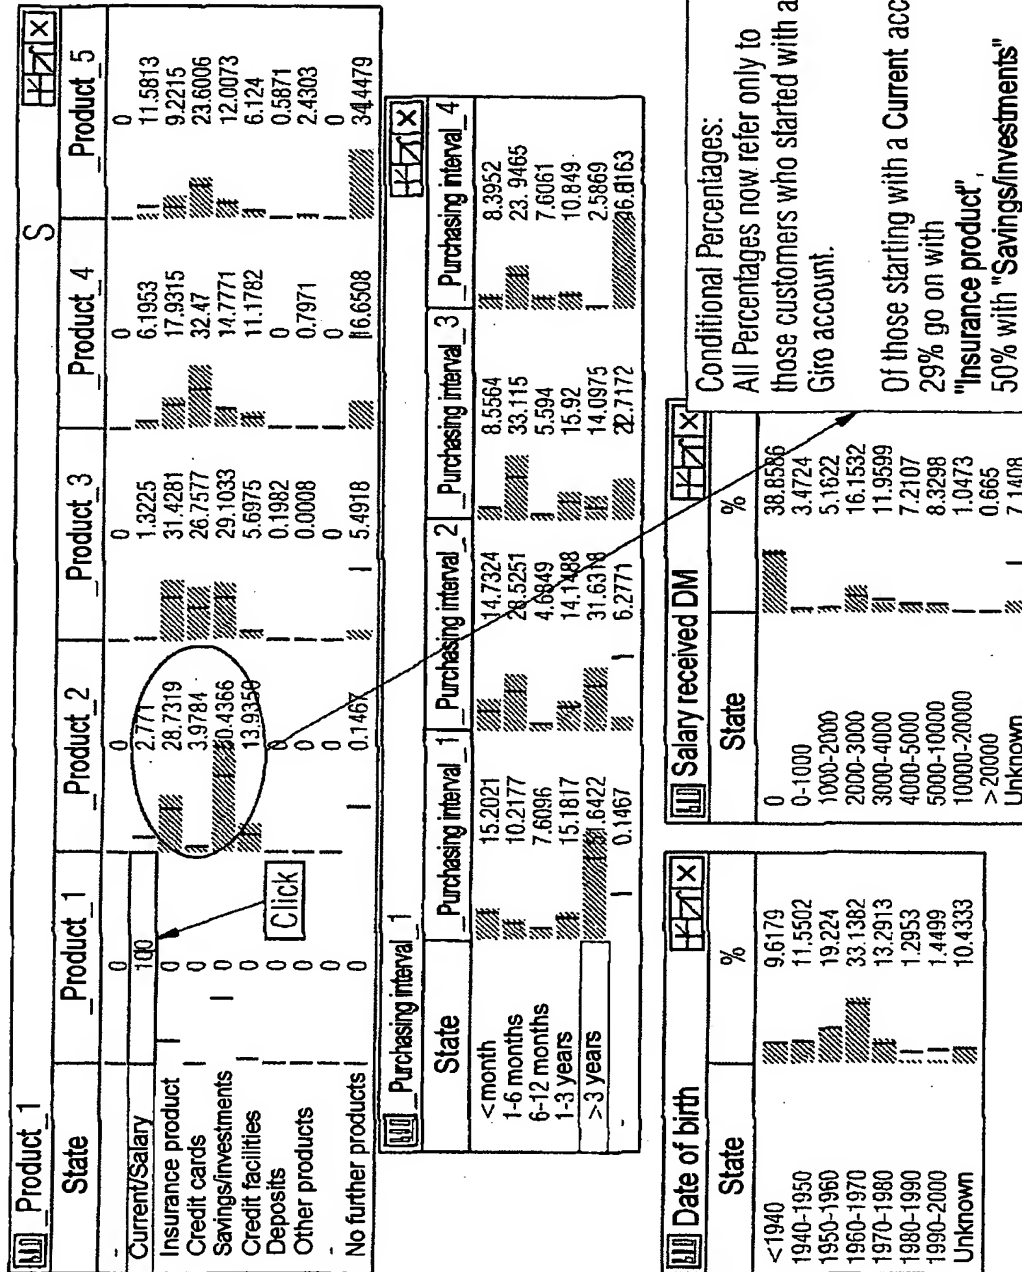 _Product_1
S
State _Product_1 _Product_2 _Product_3 _Product_4 _Product_5
- 0 0 0 0 0
Current/Salary 100 2.771 1.3225 6.1953 11.5813
Insurance product 0 28.7319 31.4281 17.9315 9.2215
Credit cards 0 3.9784 26.7577 32.47 23.6006
Savings/investments 0 50.4366 29.1033 14.7771 12.0073
Credit facilities 0 13.9350 5.6975 11.1782 6.124
Deposits 0 0 0.1982 0 0.5871
Other products 0 0 0.0008 0.7971 2.4303
- 0 0 0 0 0
No further products 0 0.1467 5.4918 16.6508 34.4479
Click
_Purchasing interval_1
State _Purchasing interval_1 _Purchasing interval_2 _Purchasing interval_3 _Purchasing interval_4
<month 15.2021 14.7324 8.5564 8.3952
1-6 months 10.2177 28.5251 33.115 23.9465
6-12 months 7.6096 4.6849 5.594 7.6061
1-3 years 15.1817 14.1488 15.92 10.849
>3 years 51.6422 31.6318 14.0975 2.5869
- 0.1467 6.2771 22.7172 46.6163
Date of birth
State %
<1940 9.6179
1940-1950 11.5502
1950-1960 19.224
1960-1970 33.1382
1970-1980 13.2913
1980-1990 1.2953
1990-2000 1.4499
Unknown 10.4333
Salary received DM
State %
0 38.8586
0-1000 3.4724
1000-2000 5.1622
2000-3000 16.1532
3000-4000 11.9599
4000-5000 7.2107
5000-10000 8.3298
10000-20000 1.0473
>20000 0.665
Unknown 7.1408
Conditional Percentages:
All Percentages now refer only to
those customers who started with a
Giro account.
Of those starting with a Current acc
29% go on with
"Insurance product",
50% with "Savings/investments"